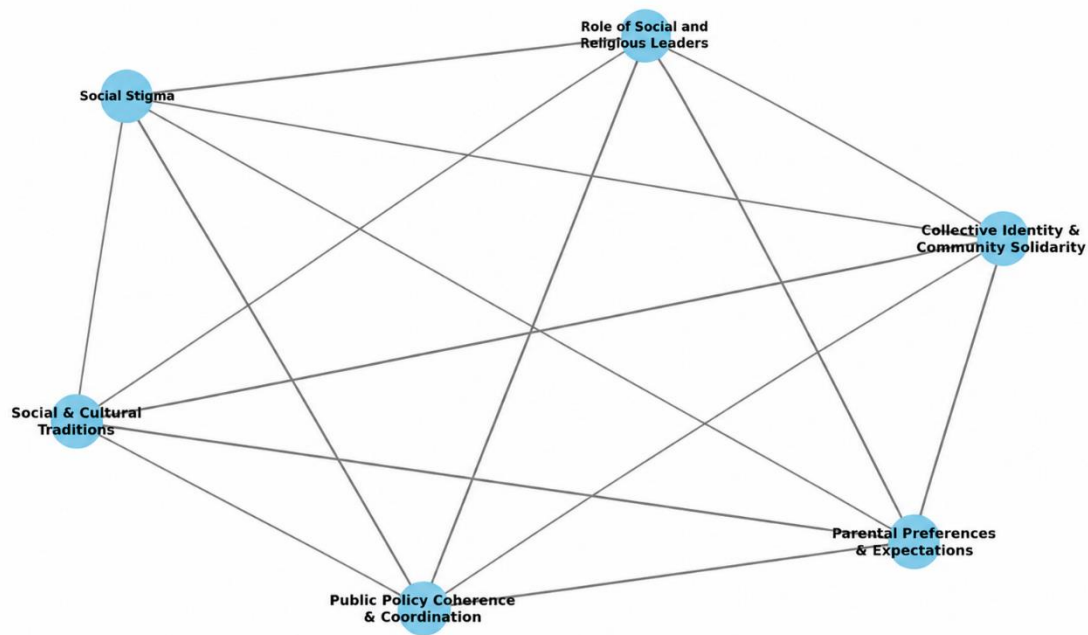 Role of Social and
Religious Leaders
Social Stigma
Collective Identity &
Community Solidarity
Social & Cultural
Traditions
Parental Preferences
& Expectations
Public Policy Coherence
& Coordination